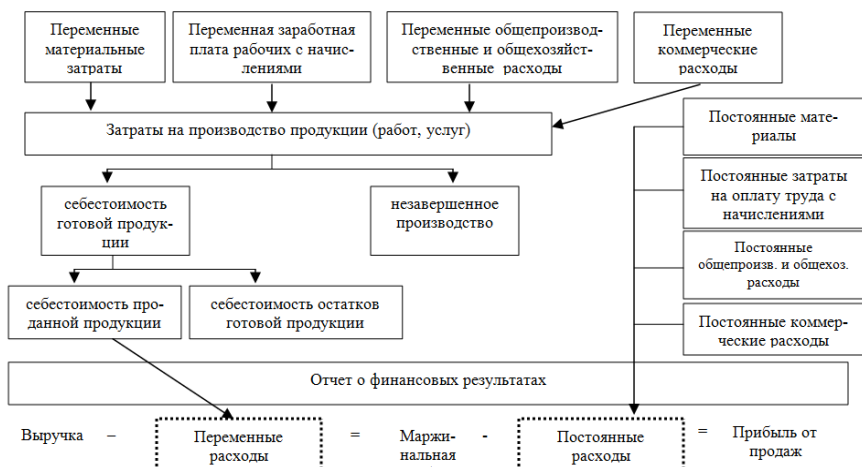 Переменные
материальные
затраты
Переменная заработная
плата рабочих с начис-
лениями
Переменные общепроизвод-
ственные и общехозяйст-
венные расходы
Переменные
коммерческие
расходы
Затраты на производство продукции (работ, услуг)
Постоянные мате-
риалы
Постоянные затраты
на оплату труда с
начислениями
себестоимость
готовой продук-
ции
незавершенное
производство
Постоянные
общепроизв. и общехоз.
расходы
себестоимость про-
данной продукции
себестоимость остатков
готовой продукции
Постоянные коммер-
ческие расходы
Отчет о финансовых результатах
Выручка
–
Переменные
расходы
=
Маржи-
нальная
-
Постоянные
расходы
=
Прибыль от
продаж